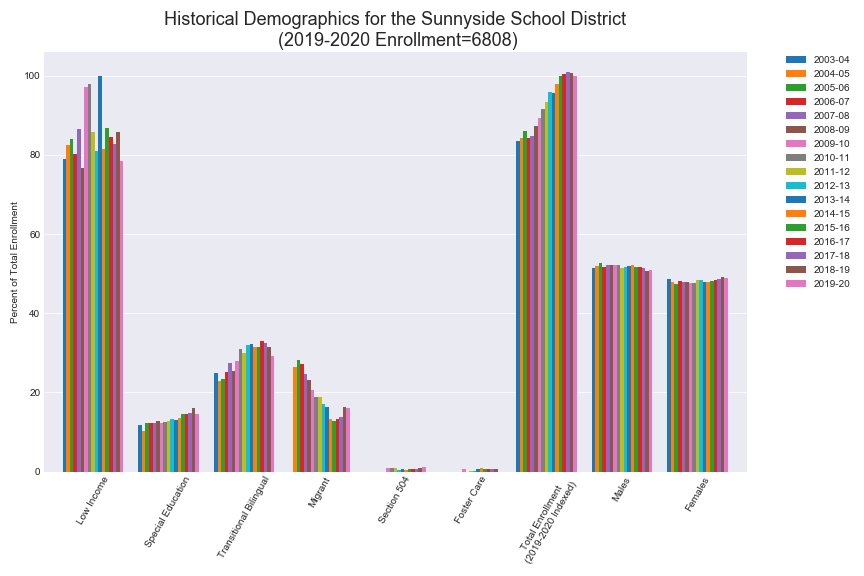 Historical Demographics for the Sunnyside School District
(2019-2020 Enrollment=6808)
Percent of Total Enrollment
100
80
60
40
20
0
Low Income
Special Education
Transitional Bilingual
Migrant
Section 504
Foster Care
Total Enrollment
(2019-2020 Indexed)
Males
Females
2003-04
2004-05
2005-06
2006-07
2007-08
2008-09
2009-10
2010-11
2011-12
2012-13
2013-14
2014-15
2015-16
2016-17
2017-18
2018-19
2019-20